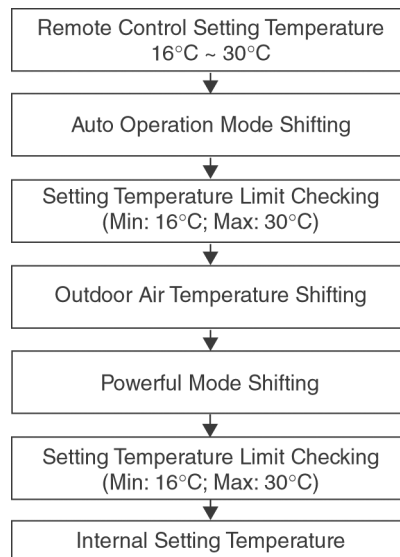 Remote Control Setting Temperature
16°C ~ 30°C
Auto Operation Mode Shifting
Setting Temperature Limit Checking
(Min: 16°C; Max: 30°C)
Outdoor Air Temperature Shifting
Powerful Mode Shifting
Setting Temperature Limit Checking
(Min: 16°C; Max: 30°C)
Internal Setting Temperature